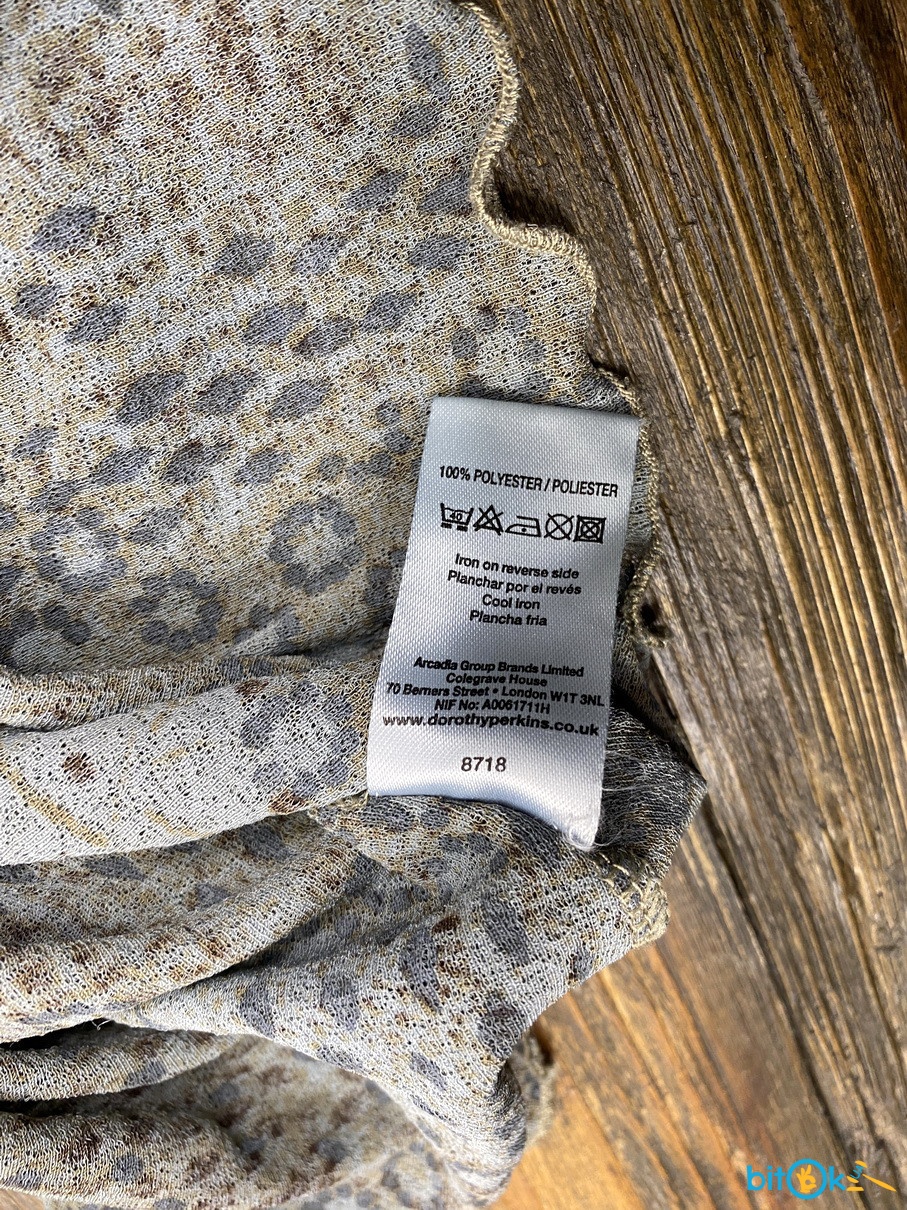 100% POLYESTER / POLIESTER
40
Iron on reverse side
Planchar por el revés
Cool iron
Plancha fria
Arcadia Group Brands Limited
Colegrave House
70 Berners Street • London W1T 3NL
NIF No: A0061711H
www.dorothyperkins.co.uk
8718
bitOk